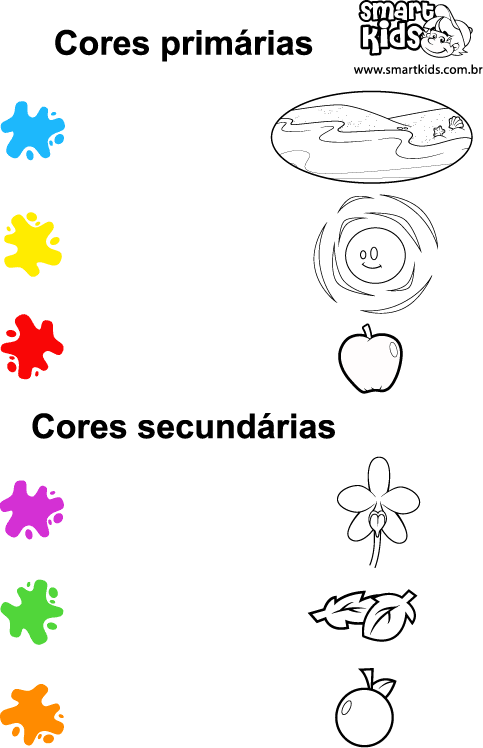 Cores primárias
smart
Kids
www.smartkids.com.br
Cores secundárias